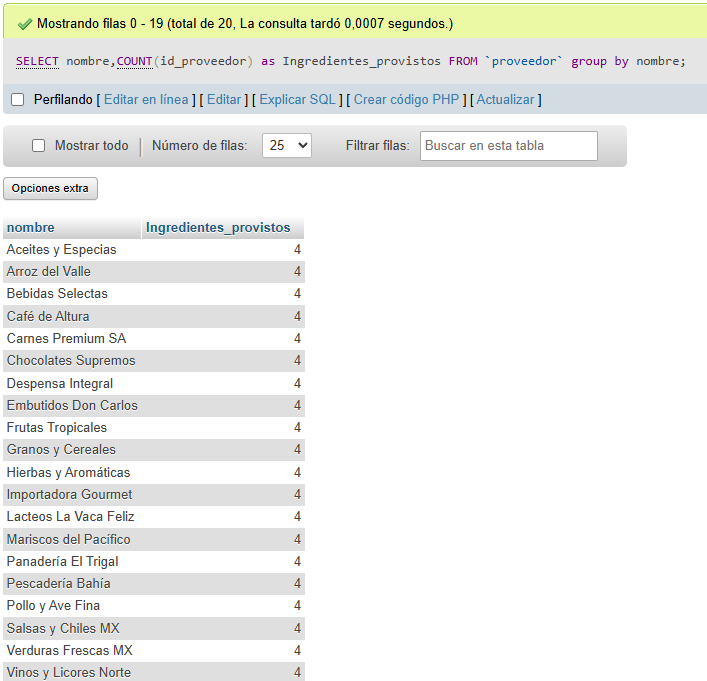 Mostrando filas 0 - 19 (total de 20, La consulta tardó 0,0007 segundos.)
SELECT nombre,COUNT(id_proveedor) as Ingredientes_provistos FROM `proveedor` group by nombre;
Perfilando [ Editar en línea ] [ Editar ] [ Explicar SQL ] [ Crear código PHP ] [ Actualizar ]
Mostrar todo | Número de filas: 25 Filtrar filas: Buscar en esta tabla
Opciones extra
nombre Ingredientes_provistos
Aceites y Especias 4
Arroz del Valle 4
Bebidas Selectas 4
Café de Altura 4
Carnes Premium SA 4
Chocolates Supremos 4
Despensa Integral 4
Embutidos Don Carlos 4
Frutas Tropicales 4
Granos y Cereales 4
Hierbas y Aromáticas 4
Importadora Gourmet 4
Lacteos La Vaca Feliz 4
Mariscos del Pacífico 4
Panadería El Trigal 4
Pescadería Bahía 4
Pollo y Ave Fina 4
Salsas y Chiles MX 4
Verduras Frescas MX 4
Vinos y Licores Norte 4